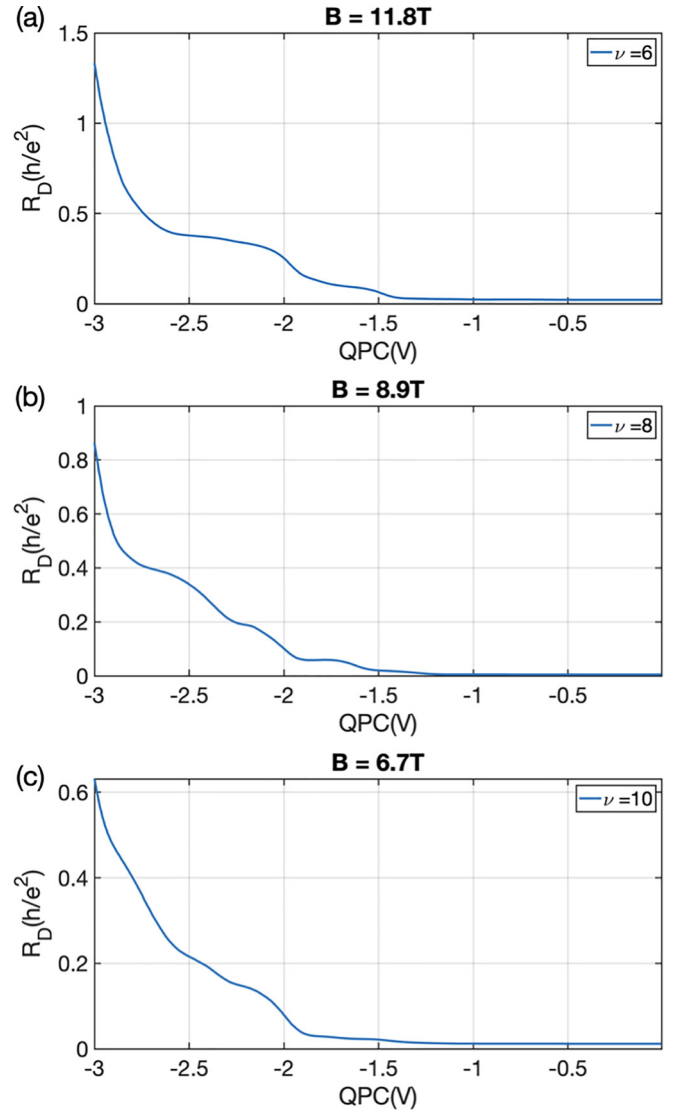 (a)
B = 11.8T
ν =6
R_D(h/e²)
1.5
1
0.5
0
-3 -2.5 -2 -1.5 -1 -0.5
QPC(V)
(b)
B = 8.9T
ν =8
R_D(h/e²)
1
0.8
0.6
0.4
0.2
0
-3 -2.5 -2 -1.5 -1 -0.5
QPC(V)
(c)
B = 6.7T
ν =10
R_D(h/e²)
0.6
0.4
0.2
0
-3 -2.5 -2 -1.5 -1 -0.5
QPC(V)